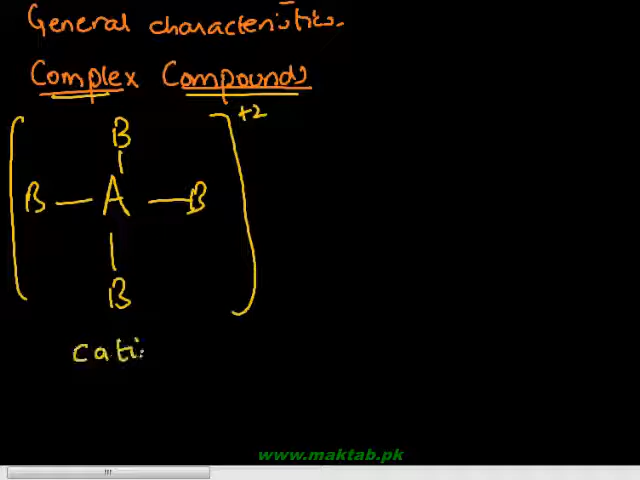 General characteristics.
Complex Compounds
+2
B
B — A — B
B
cati
www.maktab.pk